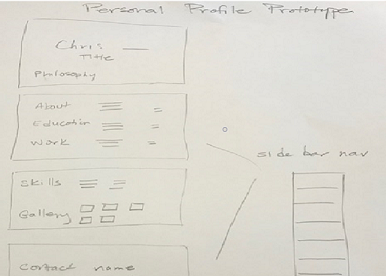 Personal Profile Prototype
Chris
Title
Philosophy
About
Education
Work
Skills
Gallery
Contact name
side bar nav